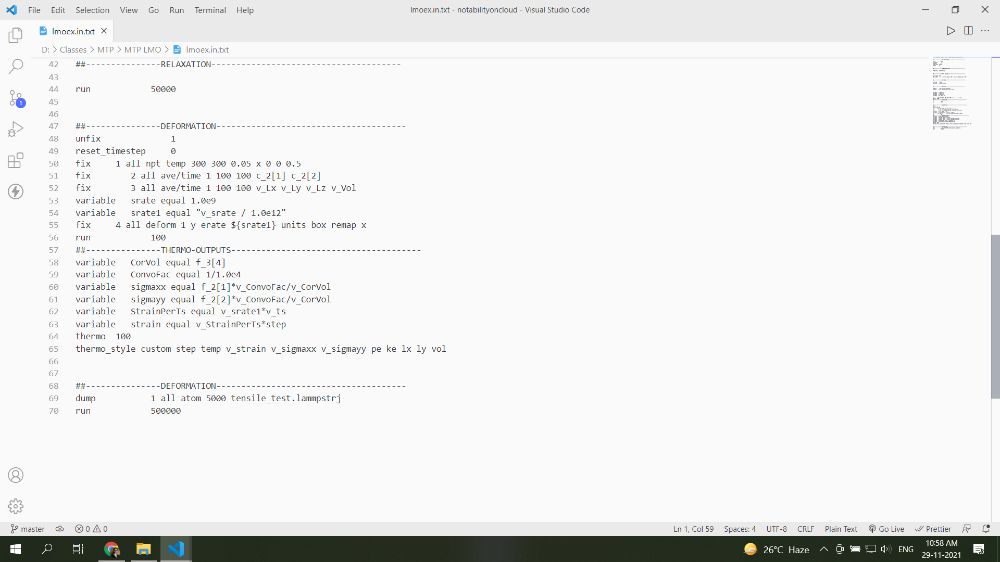 File Edit Selection View Go Run Terminal Help
lmoex.in.txt - notabilityoncloud - Visual Studio Code
lmoex.in.txt
D: > Classes > MTP > MTP LMO > lmoex.in.txt
42 ##---------------RELAXATION--------------------------------------
43
44 run 50000
45
46
47 ##---------------DEFORMATION--------------------------------------
48 unfix 1
49 reset_timestep 0
50 fix 1 all npt temp 300 300 0.05 x 0 0 0.5
51 fix 2 all ave/time 1 100 100 c_2[1] c_2[2]
52 fix 3 all ave/time 1 100 100 v_Lx v_Ly v_Lz v_Vol
53 variable srate equal 1.0e9
54 variable srate1 equal "v_srate / 1.0e12"
55 fix 4 all deform 1 y erate ${srate1} units box remap x
56 run 100
57 ##---------------THERMO-OUTPUTS--------------------------------------
58 variable CorVol equal f_3[4]
59 variable ConvoFac equal 1/1.0e4
60 variable sigmaxx equal f_2[1]*v_ConvoFac/v_CorVol
61 variable sigmayy equal f_2[2]*v_ConvoFac/v_CorVol
62 variable StrainPerTs equal v_srate1*v_ts
63 variable strain equal v_StrainPerTs*step
64 thermo 100
65 thermo_style custom step temp v_strain v_sigmaxx v_sigmayy pe ke lx ly vol
66
67
68 ##---------------DEFORMATION--------------------------------------
69 dump 1 all atom 5000 tensile_test.lammpstrj
70 run 500000
1
master 0 0 Ln 1, Col 59 Spaces: 4 UTF-8 CRLF Plain Text Go Live Prettier
26°C Haze ENG 10:58 AM
29-11-2021